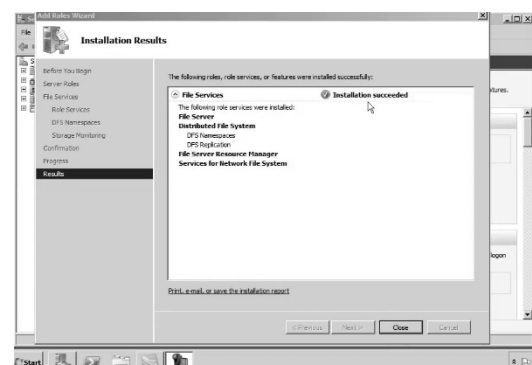 Add Roles Wizard
Installation Results
File
Before You Begin
Server Roles
File Services
Role Services
DFS Namespaces
Storage Monitoring
Confirmation
Progress
Results
The following roles, role services, or features were installed successfully:
File Services
Installation succeeded
The following role services were installed:
File Server
Distributed File System
DFS Namespaces
DFS Replication
File Server Resource Manager
Services for Network File System
Print, e-mail, or save the installation report
< Previous
Next >
Close
Cancel
logon
Start